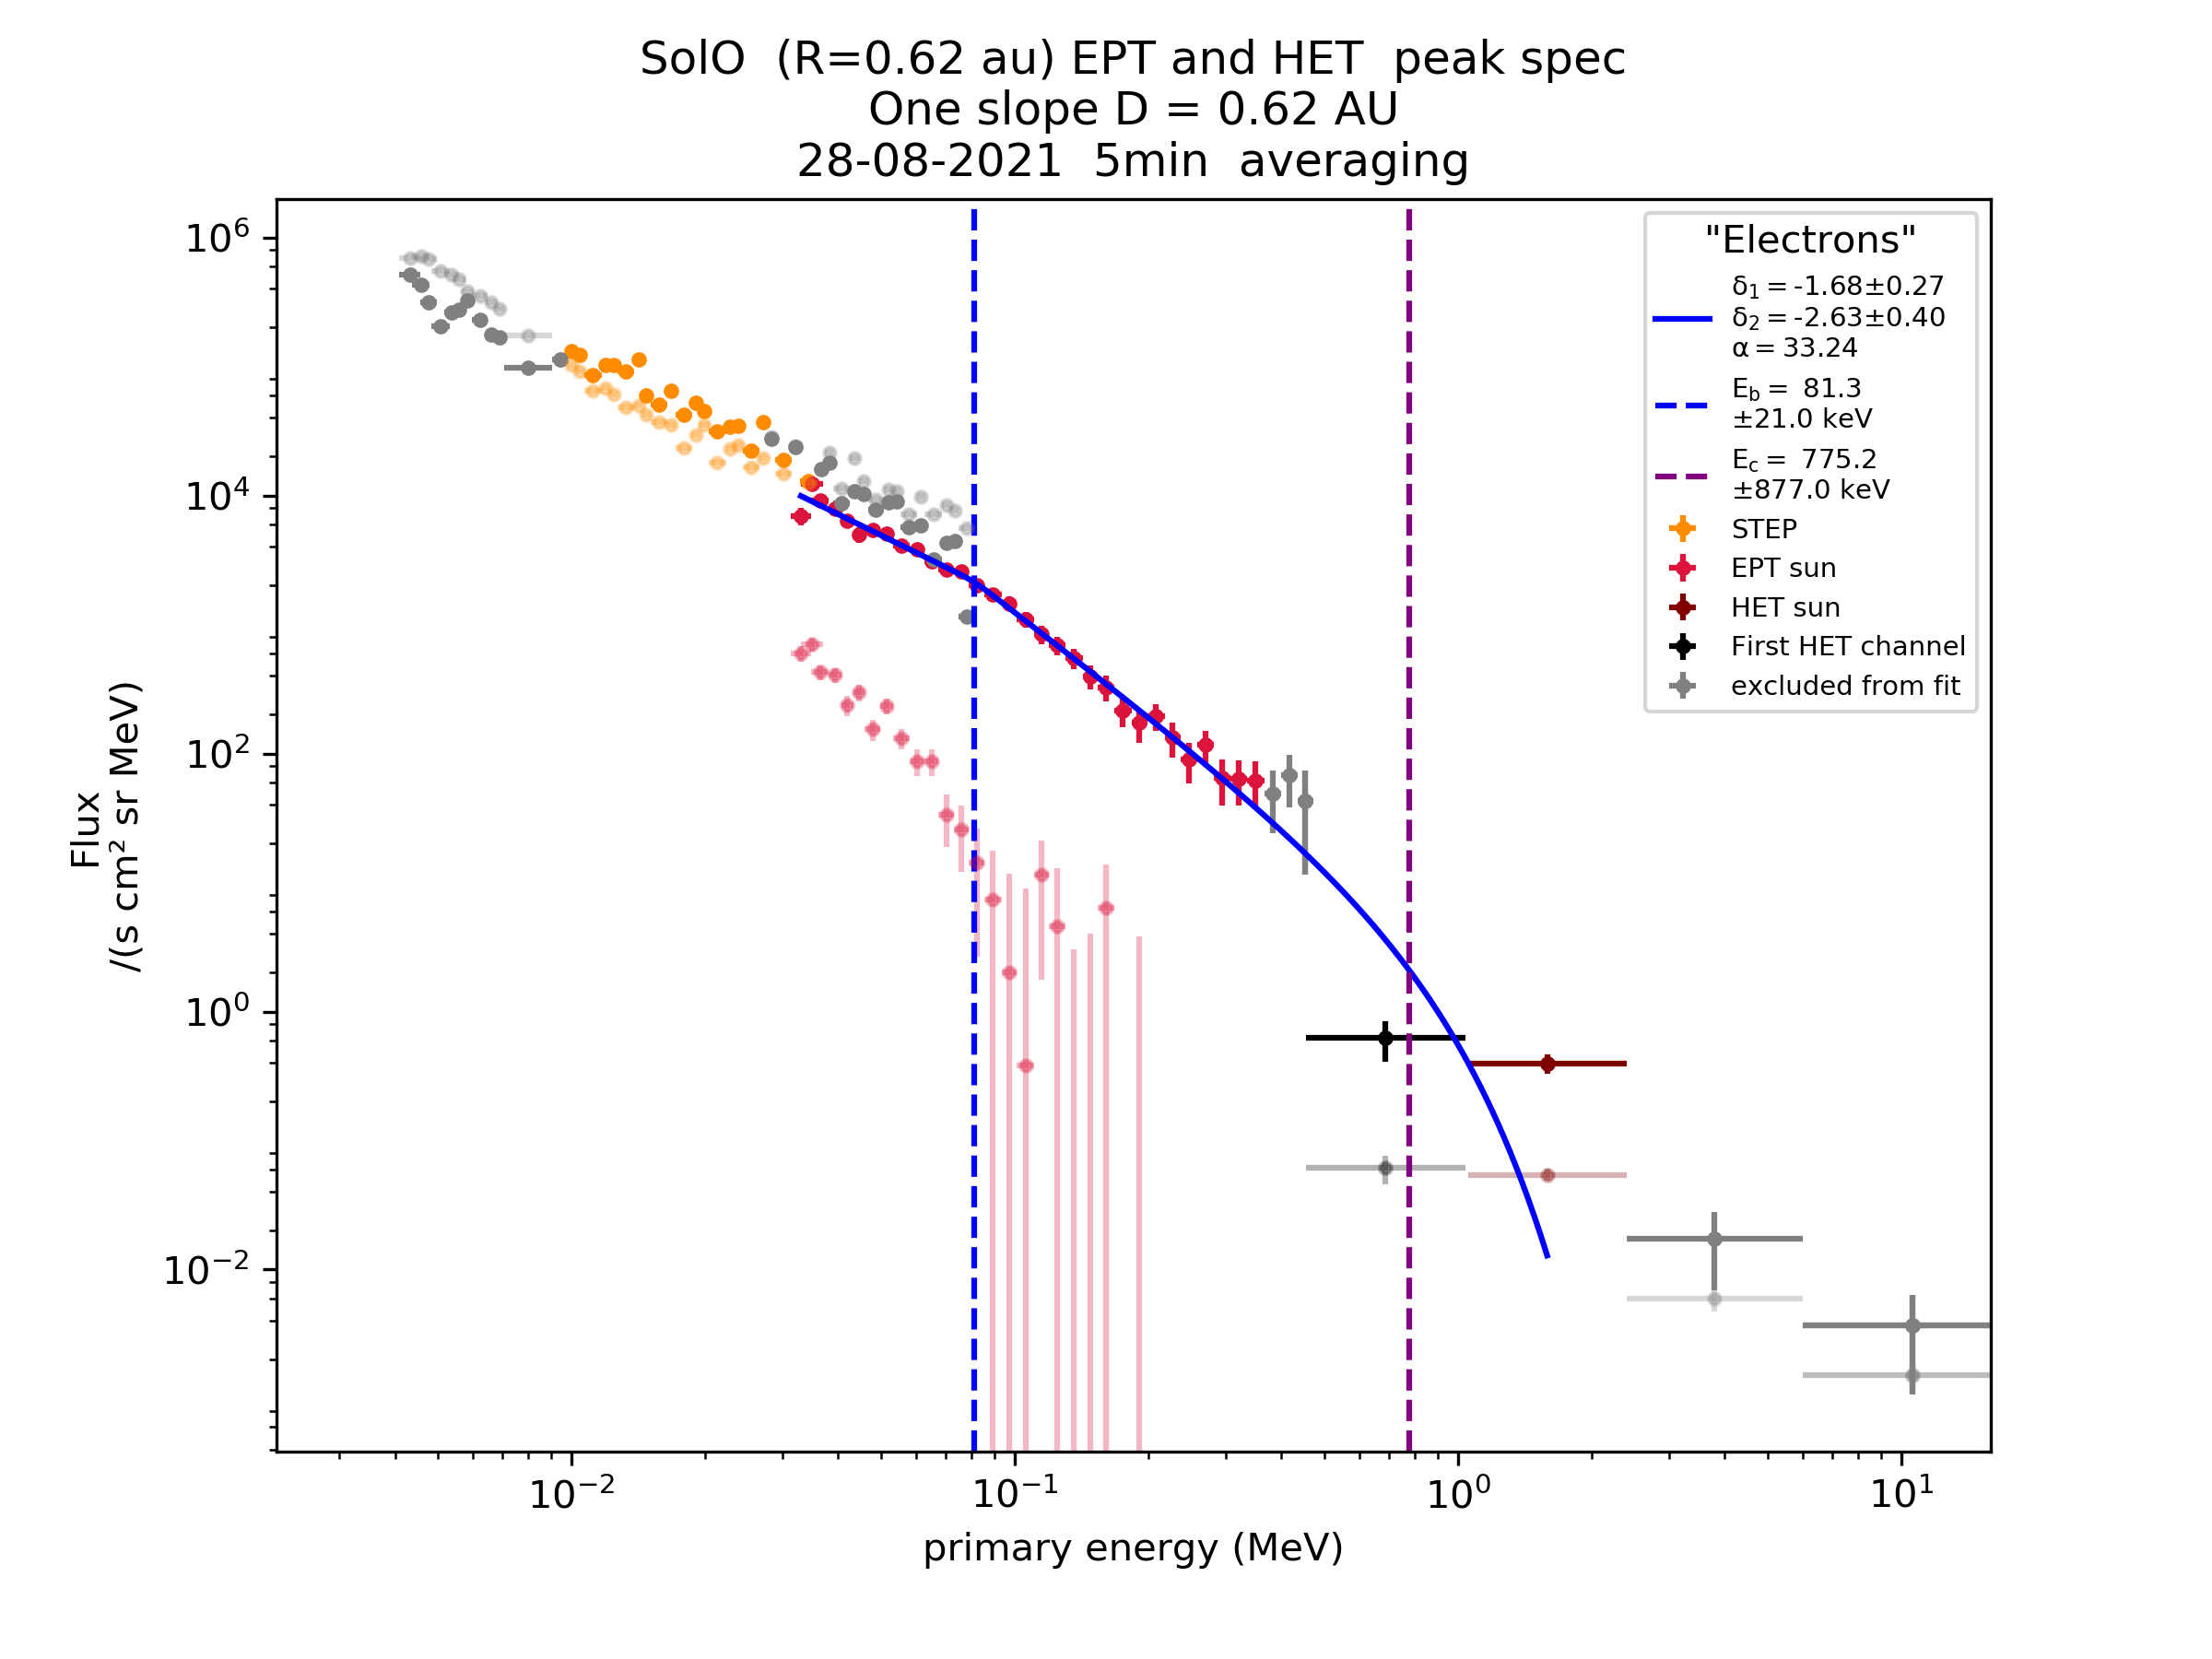 SolO (R=0.62 au) EPT and HET peak spec
One slope D = 0.62 AU
28-08-2021 5min averaging
"Electrons"
δ₁ = -1.68±0.27
δ₂ = -2.63±0.40
α = 33.24
E_b = 81.3
±21.0 keV
E_c = 775.2
±877.0 keV
STEP
EPT sun
HET sun
First HET channel
excluded from fit
Flux
/(s cm² sr MeV)
10⁶
10⁴
10²
10⁰
10⁻²
10⁻² 10⁻¹ 10⁰ 10¹
primary energy (MeV)